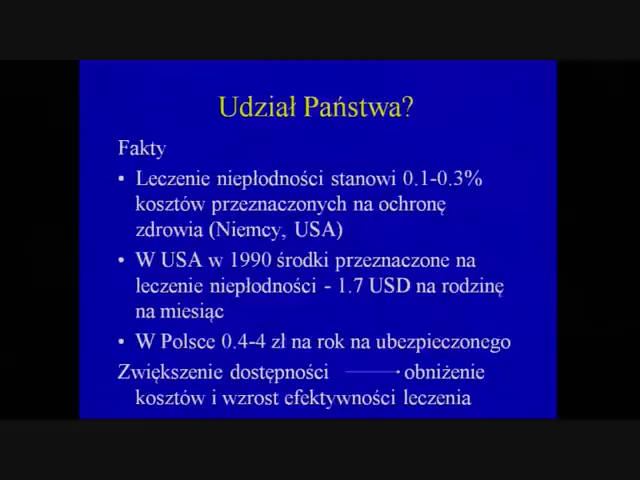 Udział Państwa?
Fakty
• Leczenie niepłodności stanowi 0.1-0.3%
kosztów przeznaczonych na ochronę
zdrowia (Niemcy, USA)
• W USA w 1990 środki przeznaczone na
leczenie niepłodności - 1.7 USD na rodzinę
na miesiąc
• W Polsce 0.4-4 zł na rok na ubezpieczonego
Zwiększenie dostępności → obniżenie
kosztów i wzrost efektywności leczenia